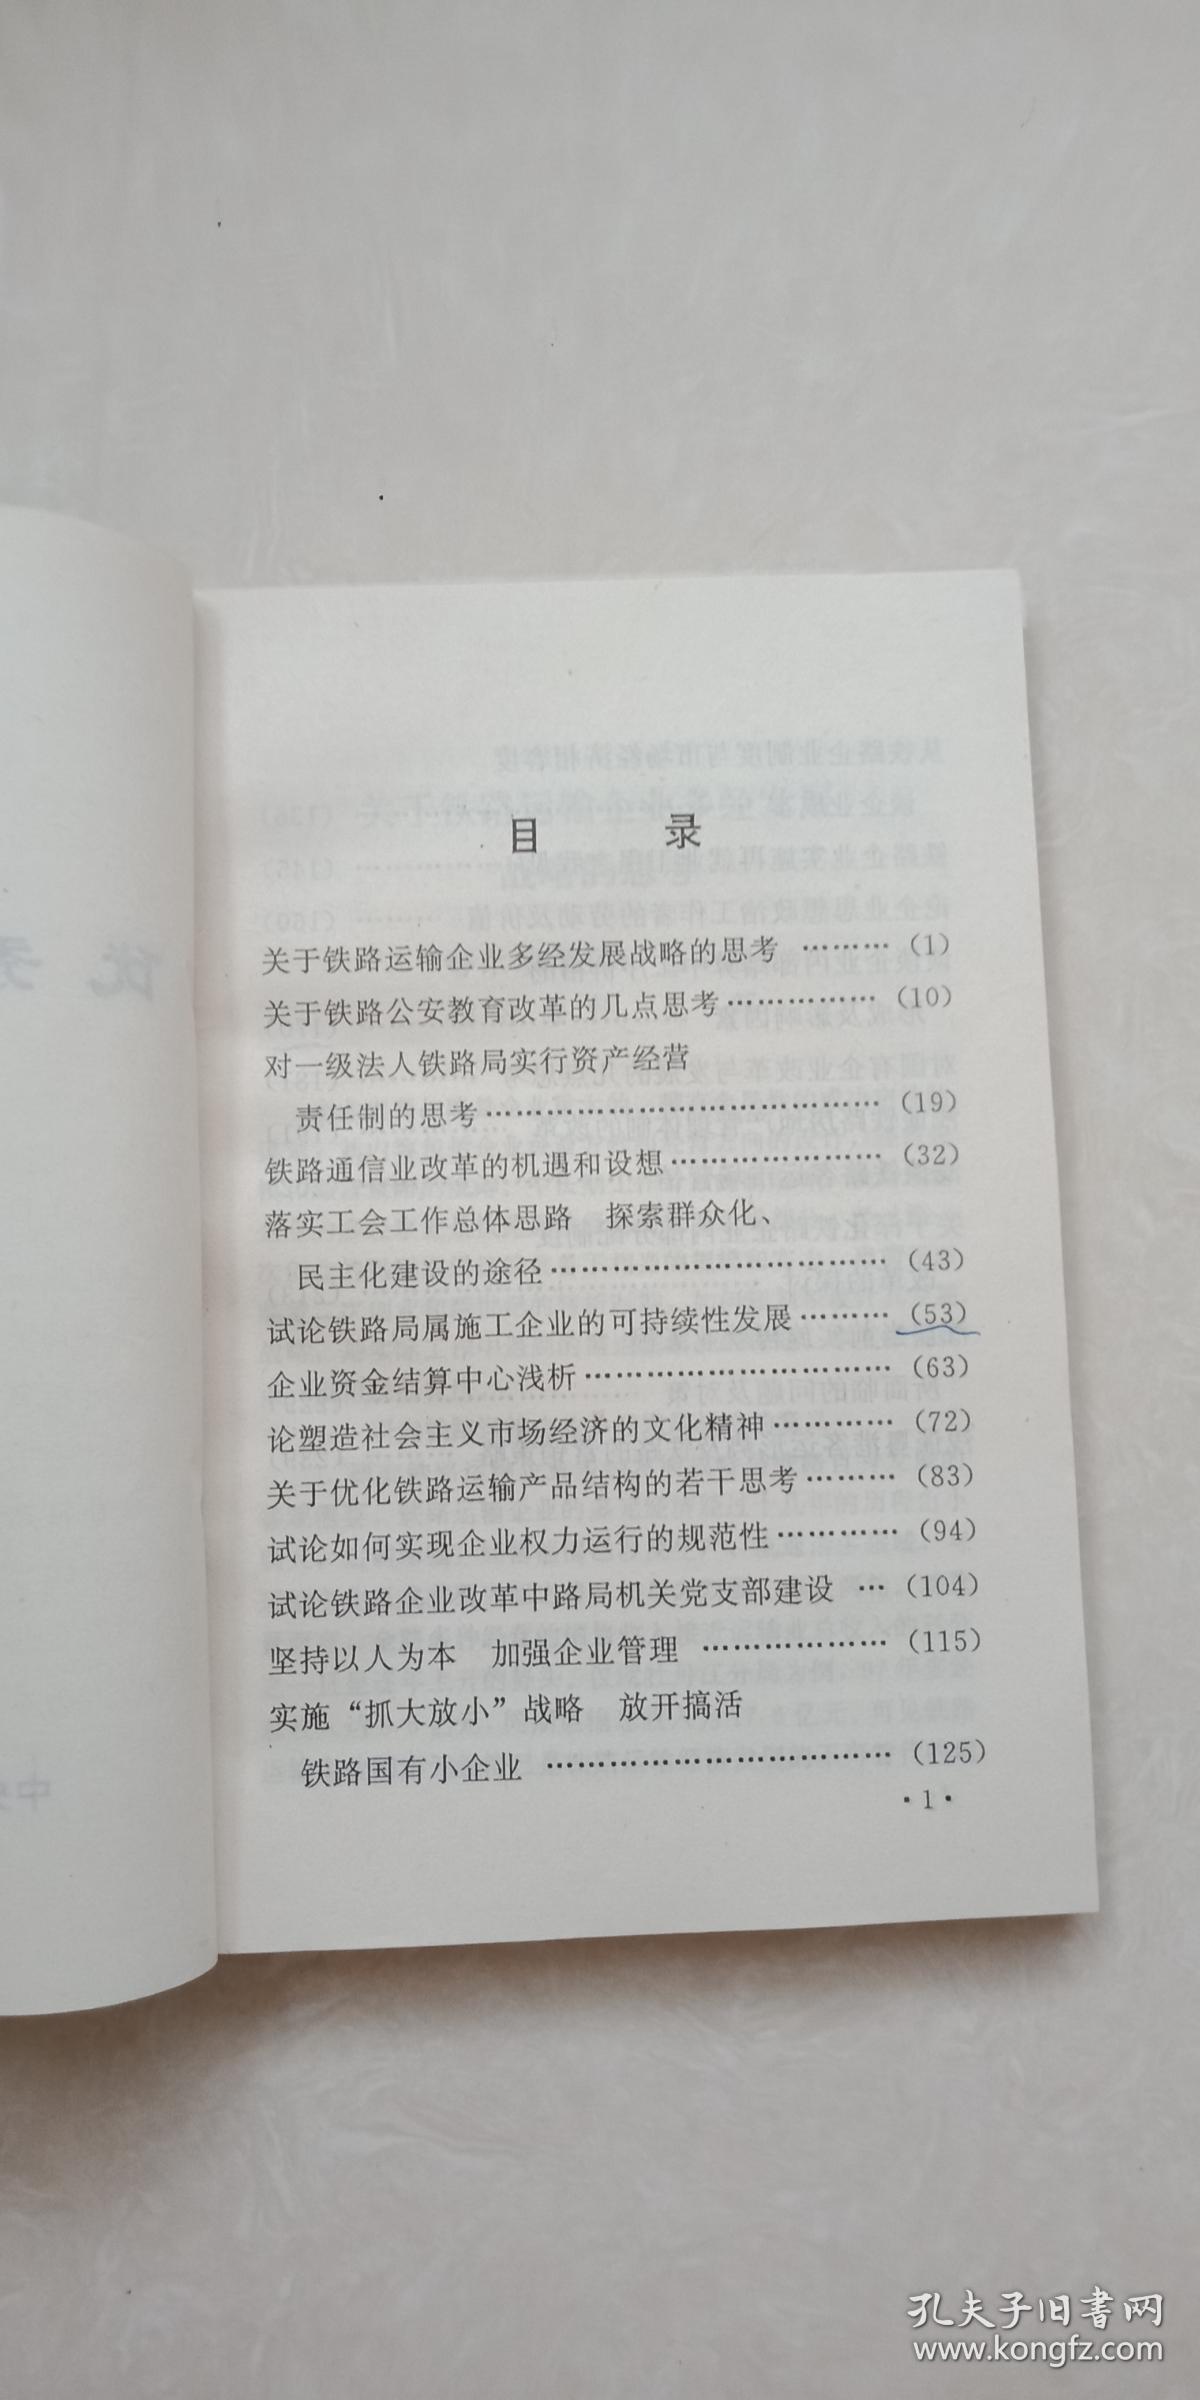 目 录
关于铁路运输企业多经发展战略的思考 ………(1)
关于铁路公安教育改革的几点思考……………(10)
对一级法人铁路局实行资产经营
责任制的思考…………………………………(19)
铁路通信业改革的机遇和设想…………………(32)
落实工会工作总体思路 探索群众化、
民主化建设的途径……………………………(43)
试论铁路局属施工企业的可持续性发展………(53)
企业资金结算中心浅析…………………………(63)
论塑造社会主义市场经济的文化精神…………(72)
关于优化铁路运输产品结构的若干思考………(83)
试论如何实现企业权力运行的规范性…………(94)
试论铁路企业改革中路局机关党支部建设 …(104)
坚持以人为本 加强企业管理 ………………(115)
实施“抓大放小”战略 放开搞活
铁路国有小企业 ……………………………(125)
·1·
孔夫子旧书网
www.kongfz.com